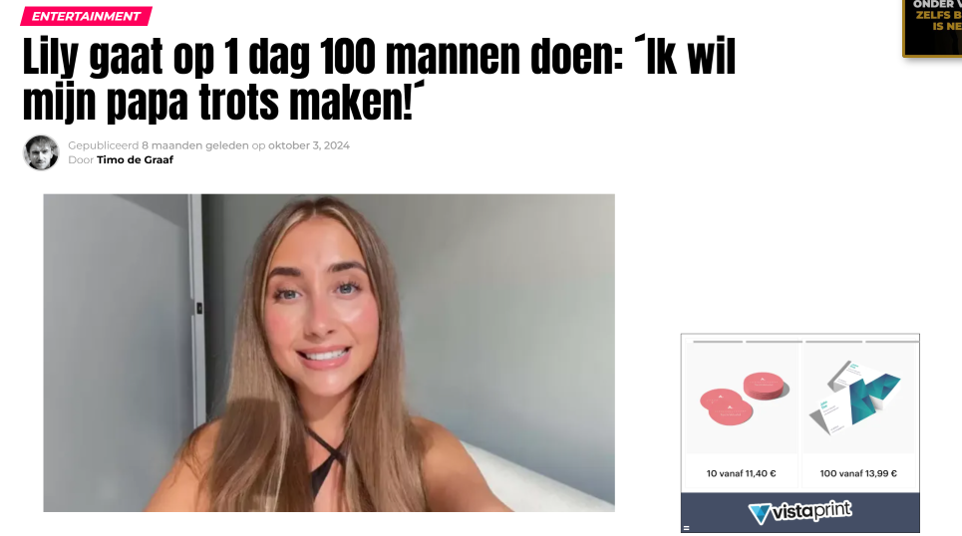 ENTERTAINMENT
ONDER
ZELFS
IS
Lily gaat op 1 dag 100 mannen doen: ´Ik wil
mijn papa trots maken!´
Gepubliceerd 8 maanden geleden op oktober 3, 2024
Door Timo de Graaf
10 vanaf 11,40 €
100 vanaf 13,99 €
vistaprint